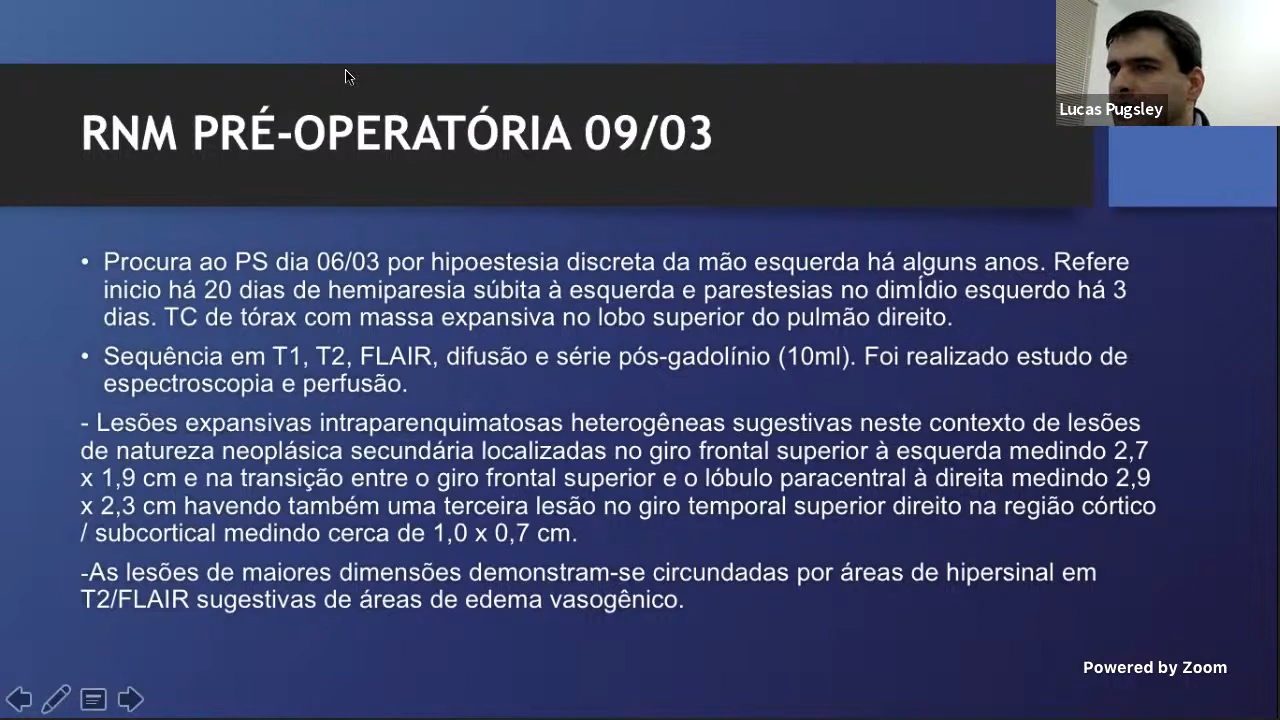 Lucas Pugsley
RNM PRÉ-OPERATÓRIA 09/03
• Procura ao PS dia 06/03 por hipoestesia discreta da mão esquerda há alguns anos. Refere
inicio há 20 dias de hemiparesia súbita à esquerda e parestesias no dimÍdio esquerdo há 3
dias. TC de tórax com massa expansiva no lobo superior do pulmão direito.
• Sequência em T1, T2, FLAIR, difusão e série pós-gadolínio (10ml). Foi realizado estudo de
espectroscopia e perfusão.
- Lesões expansivas intraparenquimatosas heterogêneas sugestivas neste contexto de lesões
de natureza neoplásica secundária localizadas no giro frontal superior à esquerda medindo 2,7
x 1,9 cm e na transição entre o giro frontal superior e o lóbulo paracentral à direita medindo 2,9
x 2,3 cm havendo também uma terceira lesão no giro temporal superior direito na região córtico
/ subcortical medindo cerca de 1,0 x 0,7 cm.
-As lesões de maiores dimensões demonstram-se circundadas por áreas de hipersinal em
T2/FLAIR sugestivas de áreas de edema vasogênico.
Powered by Zoom